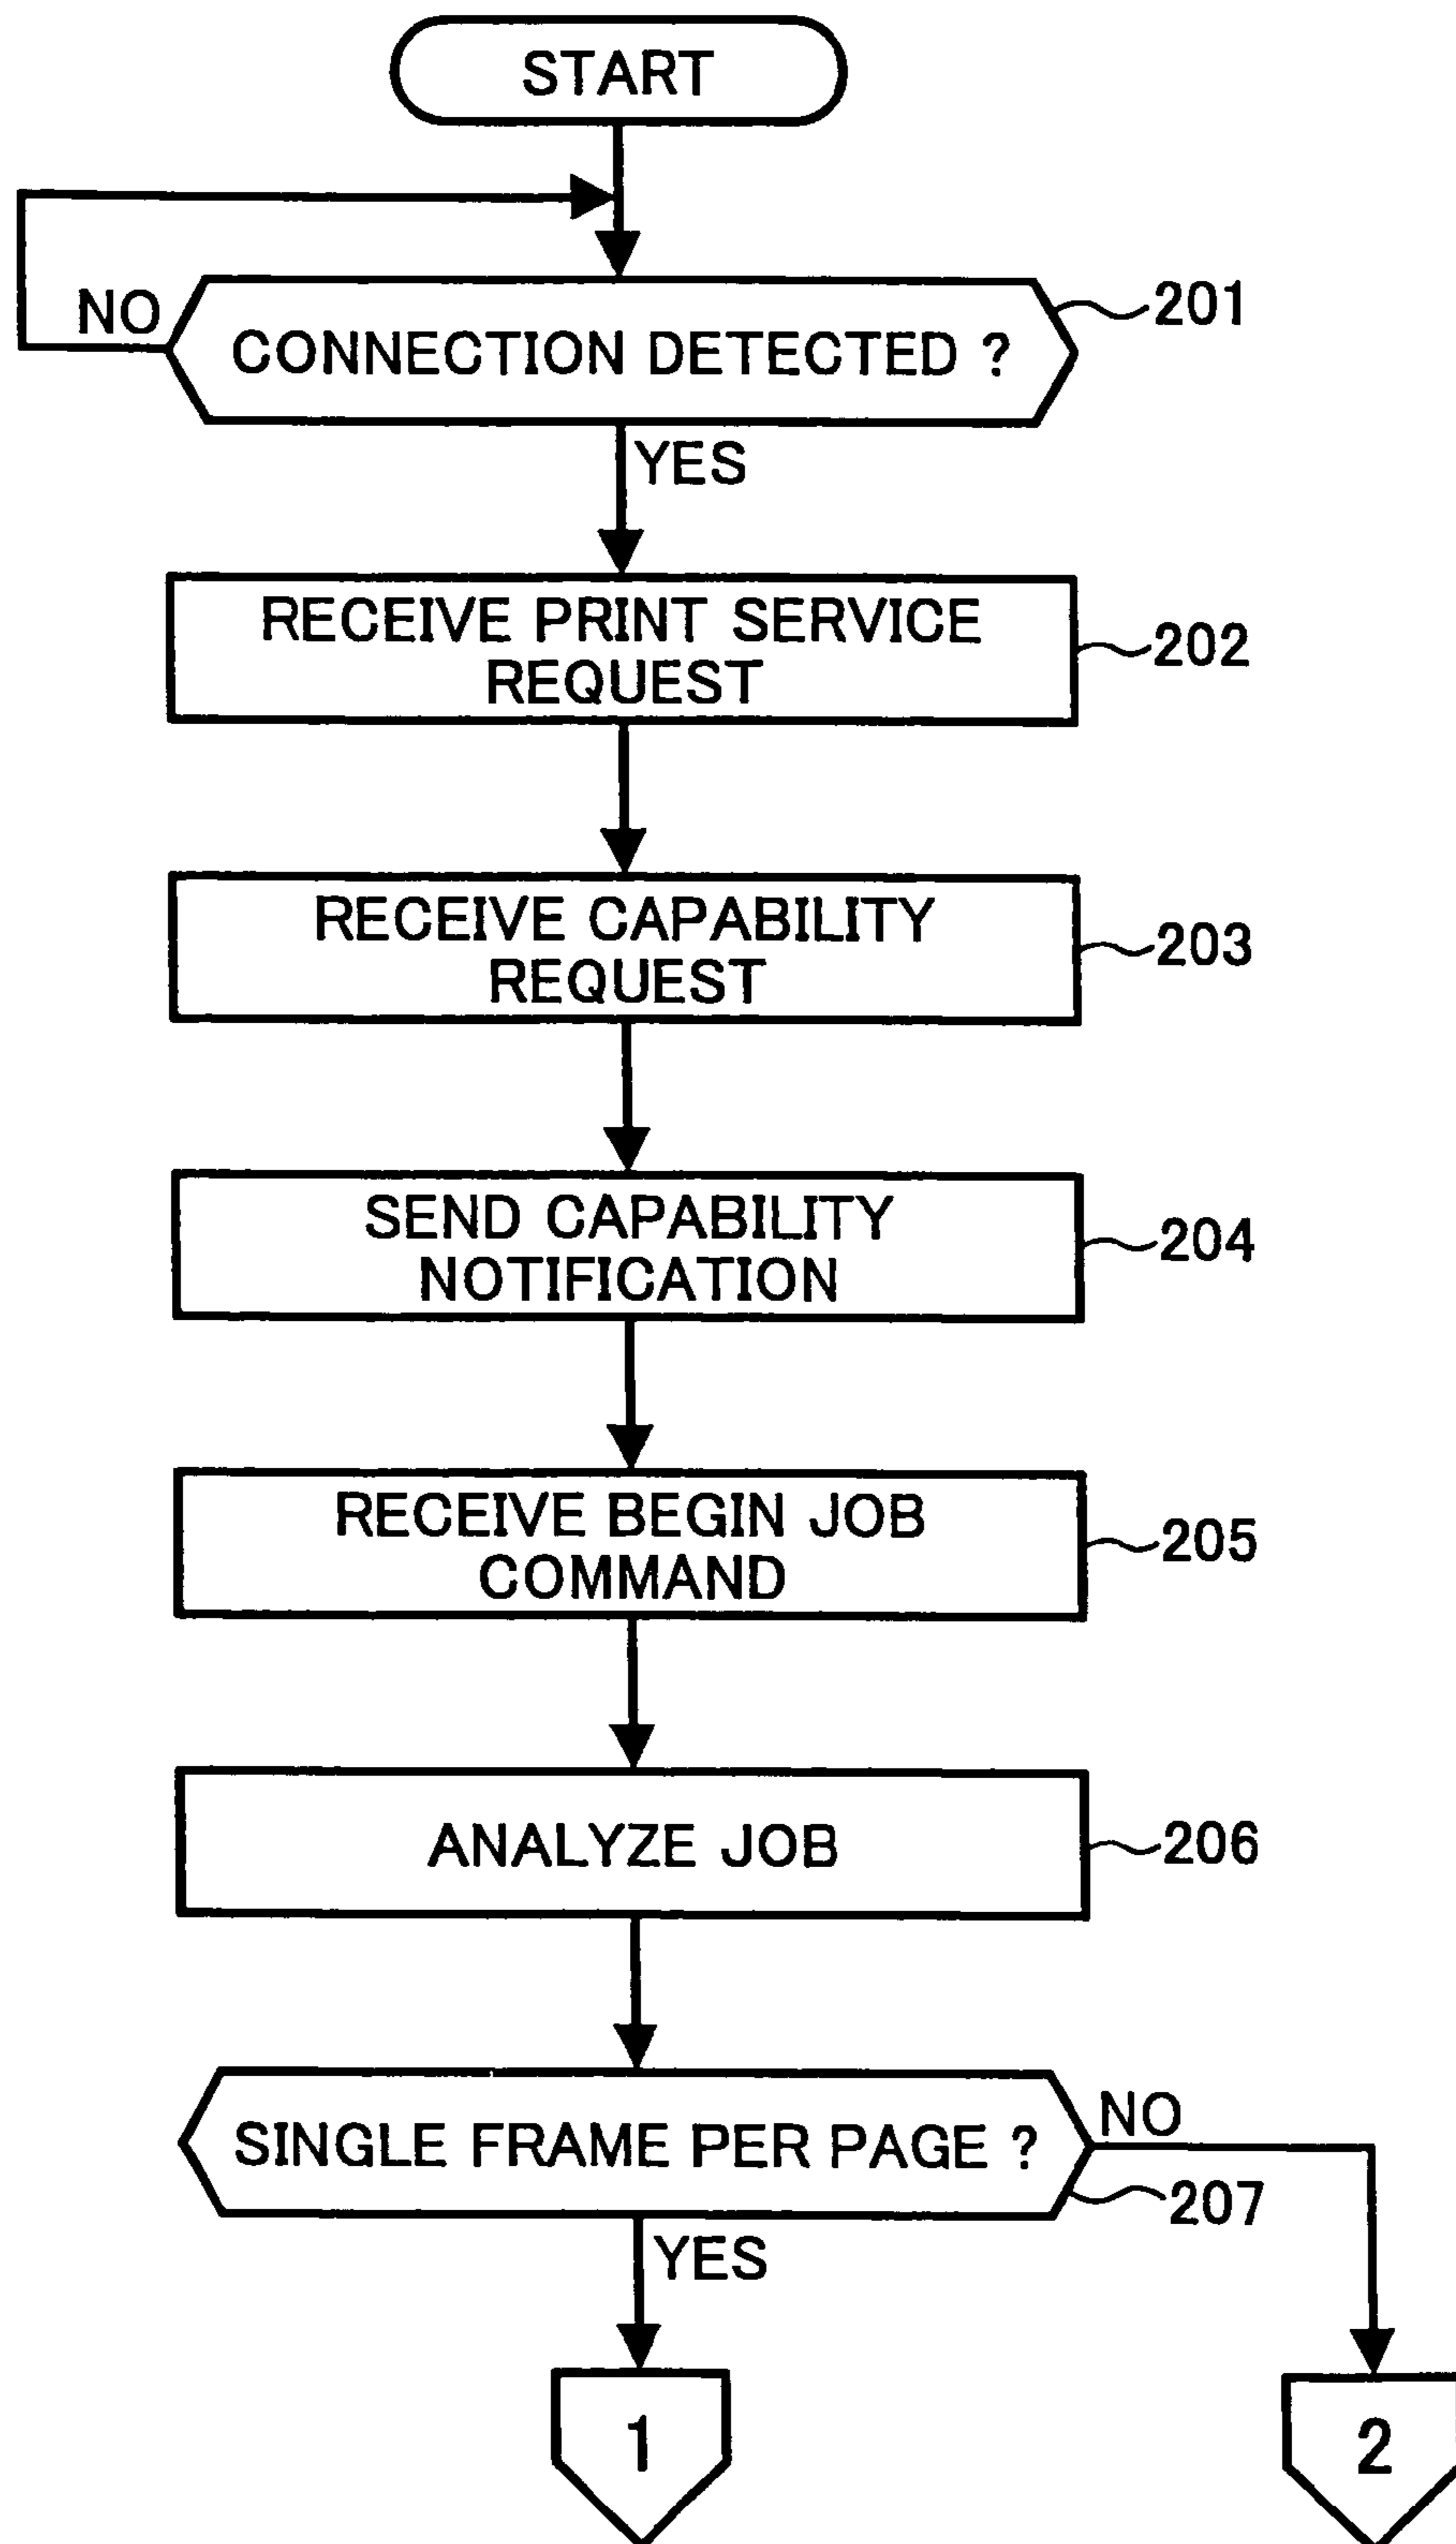 START
NO
CONNECTION DETECTED ?
201
YES
RECEIVE PRINT SERVICE
REQUEST
202
RECEIVE CAPABILITY
REQUEST
203
SEND CAPABILITY
NOTIFICATION
204
RECEIVE BEGIN JOB
COMMAND
205
ANALYZE JOB
206
SINGLE FRAME PER PAGE ?
NO
207
YES
1
2